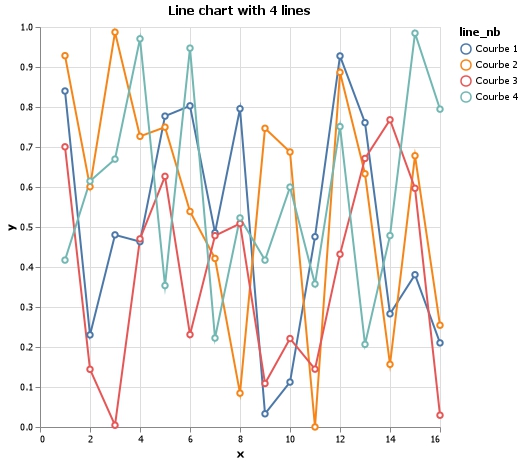 Line chart with 4 lines
line_nb
Courbe 1
Courbe 2
Courbe 3
Courbe 4
1.0
0.9
0.8
0.7
0.6
0.5
0.4
0.3
0.2
0.1
0.0
y
0 2 4 6 8 10 12 14 16
x